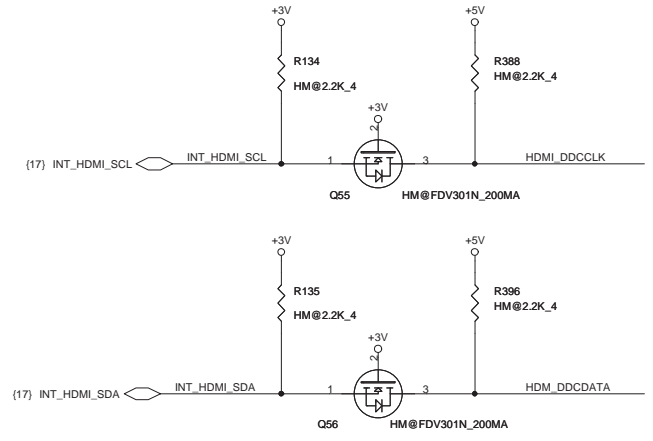 +3V +5V
R134 R388
HM@2.2K_4 HM@2.2K_4
+3V
2
{17} INT_HDMI_SCL INT_HDMI_SCL 1 3 HDMI_DDCCLK
Q55 HM@FDV301N_200MA
+3V +5V
R135 R396
HM@2.2K_4 HM@2.2K_4
+3V
2
{17} INT_HDMI_SDA INT_HDMI_SDA 1 3 HDM_DDCDATA
Q56 HM@FDV301N_200MA